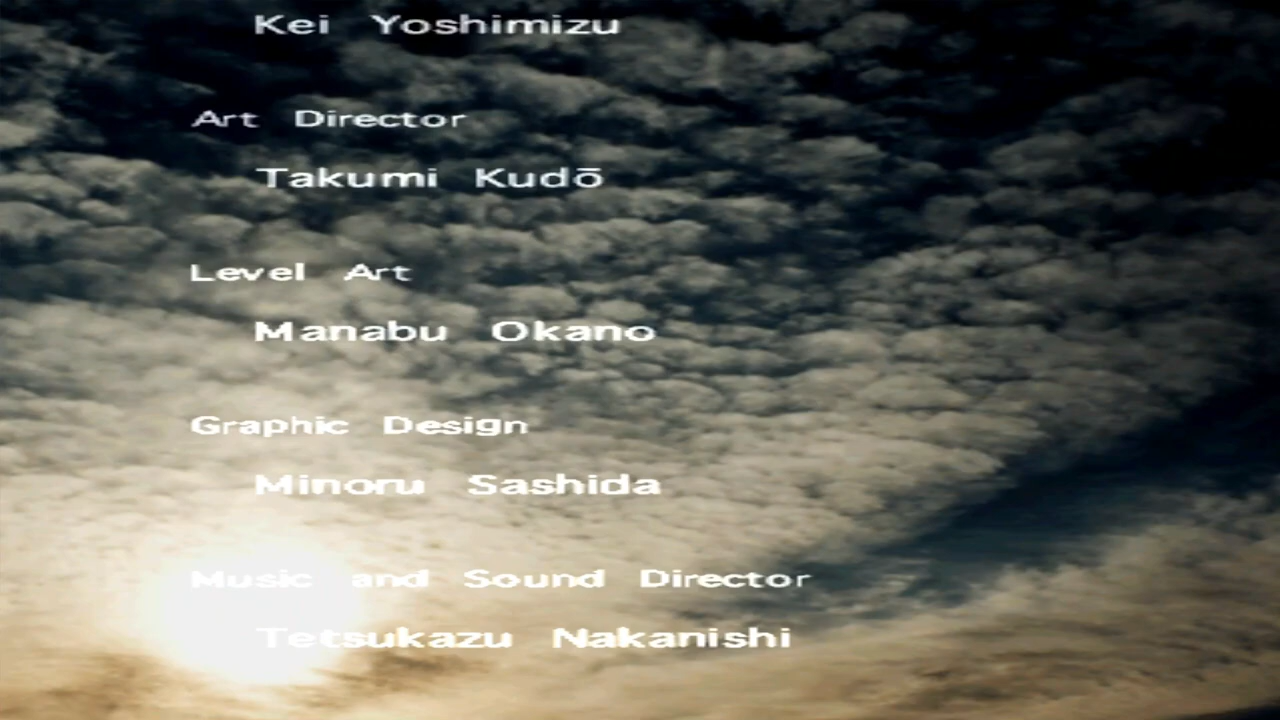 Kei Yoshimizu
Art Director
Takumi Kudō
Level Art
Manabu Okano
Graphic Design
Minoru Sashida
Music and Sound Director
Tetsukazu Nakanishi